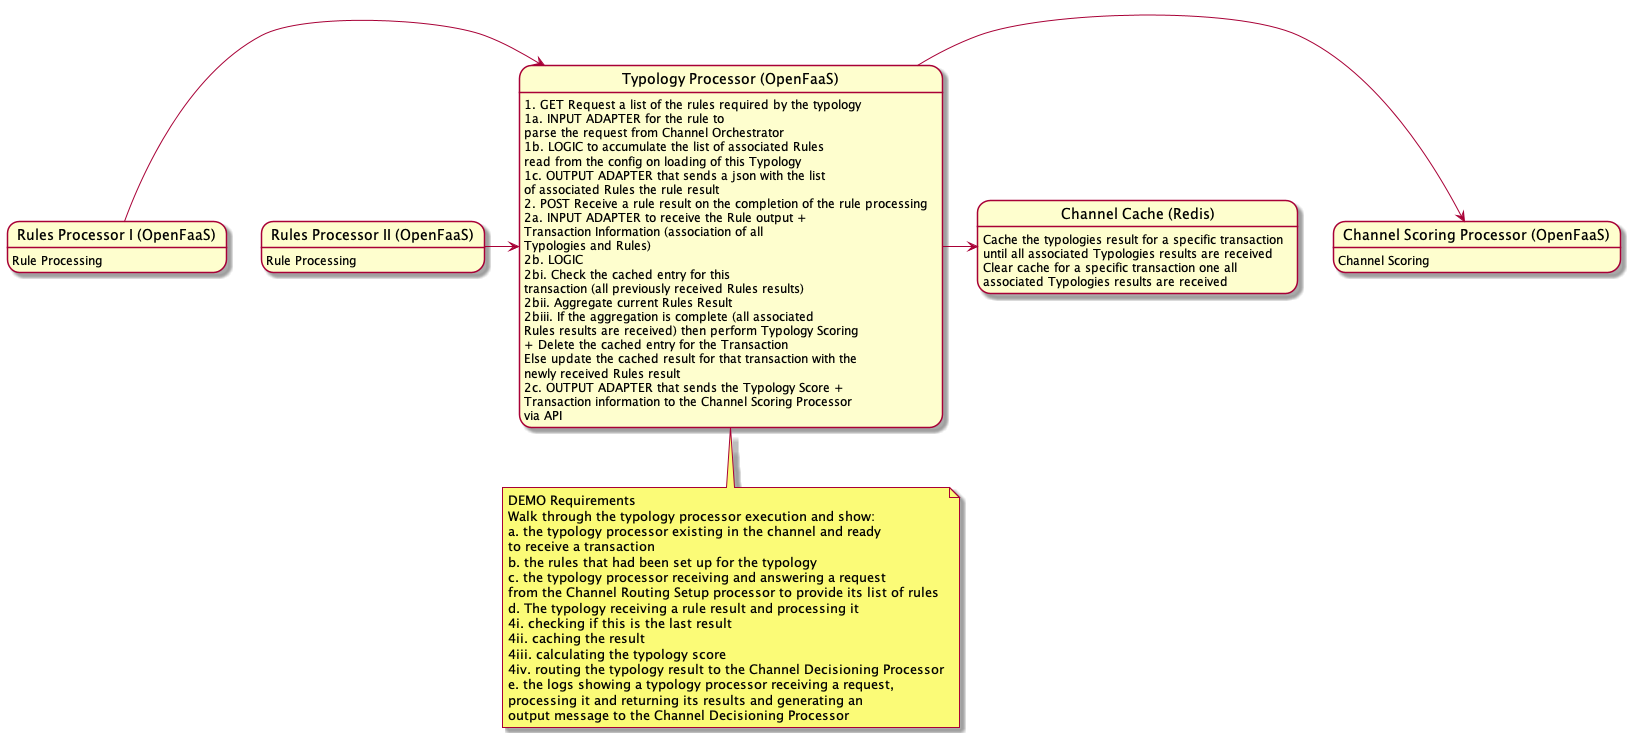 Typology Processor (OpenFaaS)
1. GET Request a list of the rules required by the typology
1a. INPUT ADAPTER for the rule to
parse the request from Channel Orchestrator
1b. LOGIC to accumulate the list of associated Rules
read from the config on loading of this Typology
1c. OUTPUT ADAPTER that sends a json with the list
of associated Rules the rule result
2. POST Receive a rule result on the completion of the rule processing
2a. INPUT ADAPTER to receive the Rule output +
Transaction Information (association of all
Typologies and Rules)
2b. LOGIC
2bi. Check the cached entry for this
transaction (all previously received Rules results)
2bii. Aggregate current Rules Result
2biii. If the aggregation is complete (all associated
Rules results are received) then perform Typology Scoring
+ Delete the cached entry for the Transaction
Else update the cached result for that transaction with the
newly received Rules result
2c. OUTPUT ADAPTER that sends the Typology Score +
Transaction information to the Channel Scoring Processor
via API
Rules Processor I (OpenFaaS)
Rule Processing
Rules Processor II (OpenFaaS)
Rule Processing
Channel Cache (Redis)
Cache the typologies result for a specific transaction
until all associated Typologies results are received
Clear cache for a specific transaction one all
associated Typologies results are received
Channel Scoring Processor (OpenFaaS)
Channel Scoring
DEMO Requirements
Walk through the typology processor execution and show:
a. the typology processor existing in the channel and ready
to receive a transaction
b. the rules that had been set up for the typology
c. the typology processor receiving and answering a request
from the Channel Routing Setup processor to provide its list of rules
d. The typology receiving a rule result and processing it
4i. checking if this is the last result
4ii. caching the result
4iii. calculating the typology score
4iv. routing the typology result to the Channel Decisioning Processor
e. the logs showing a typology processor receiving a request,
processing it and returning its results and generating an
output message to the Channel Decisioning Processor